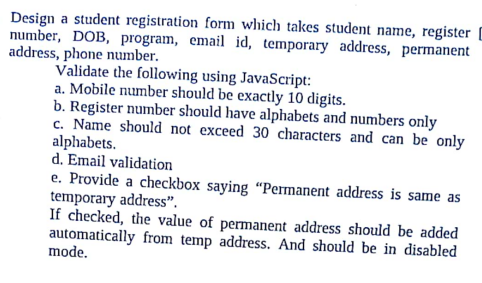 Design a student registration form which takes student name, register [
number, DOB, program, email id, temporary address, permanent
address, phone number.
Validate the following using JavaScript:
a. Mobile number should be exactly 10 digits.
b. Register number should have alphabets and numbers only
c. Name should not exceed 30 characters and can be only
alphabets.
d. Email validation
e. Provide a checkbox saying “Permanent address is same as
temporary address”.
If checked, the value of permanent address should be added
automatically from temp address. And should be in disabled
mode.